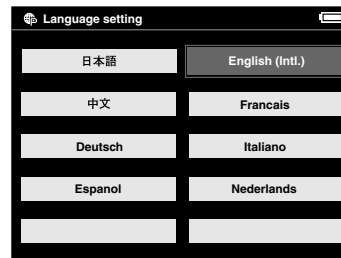 Language setting
日本語
English (Intl.)
中文
Francais
Deutsch
Italiano
Espanol
Nederlands